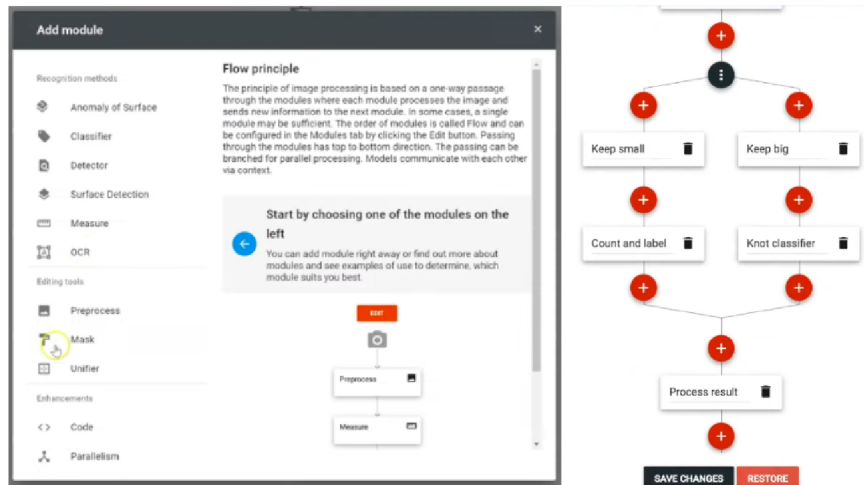 Add module
Recognition methods
Anomaly of Surface
Classifier
Detector
Surface Detection
Measure
OCR
Editing tools
Preprocess
Mask
Unifier
Enhancements
Code
Parallelism
Flow principle
The principle of image processing is based on a one-way passage
through the modules where each module processes the image and
sends new information to the next module. In some cases, a single
module may be sufficient. The order of modules is called Flow and can
be configured in the Modules tab by clicking the Edit button. Passing
through the modules has top to bottom direction. The passing can be
branched for parallel processing. Models communicate with each other
via context.
Start by choosing one of the modules on the
left
You can add module right away or find out more about
modules and see examples of use to determine, which
module suits you best.
EDIT
Preprocess
Measure
Keep small
Keep big
Count and label
Knot classifier
Process result
SAVE CHANGES
RESTORE